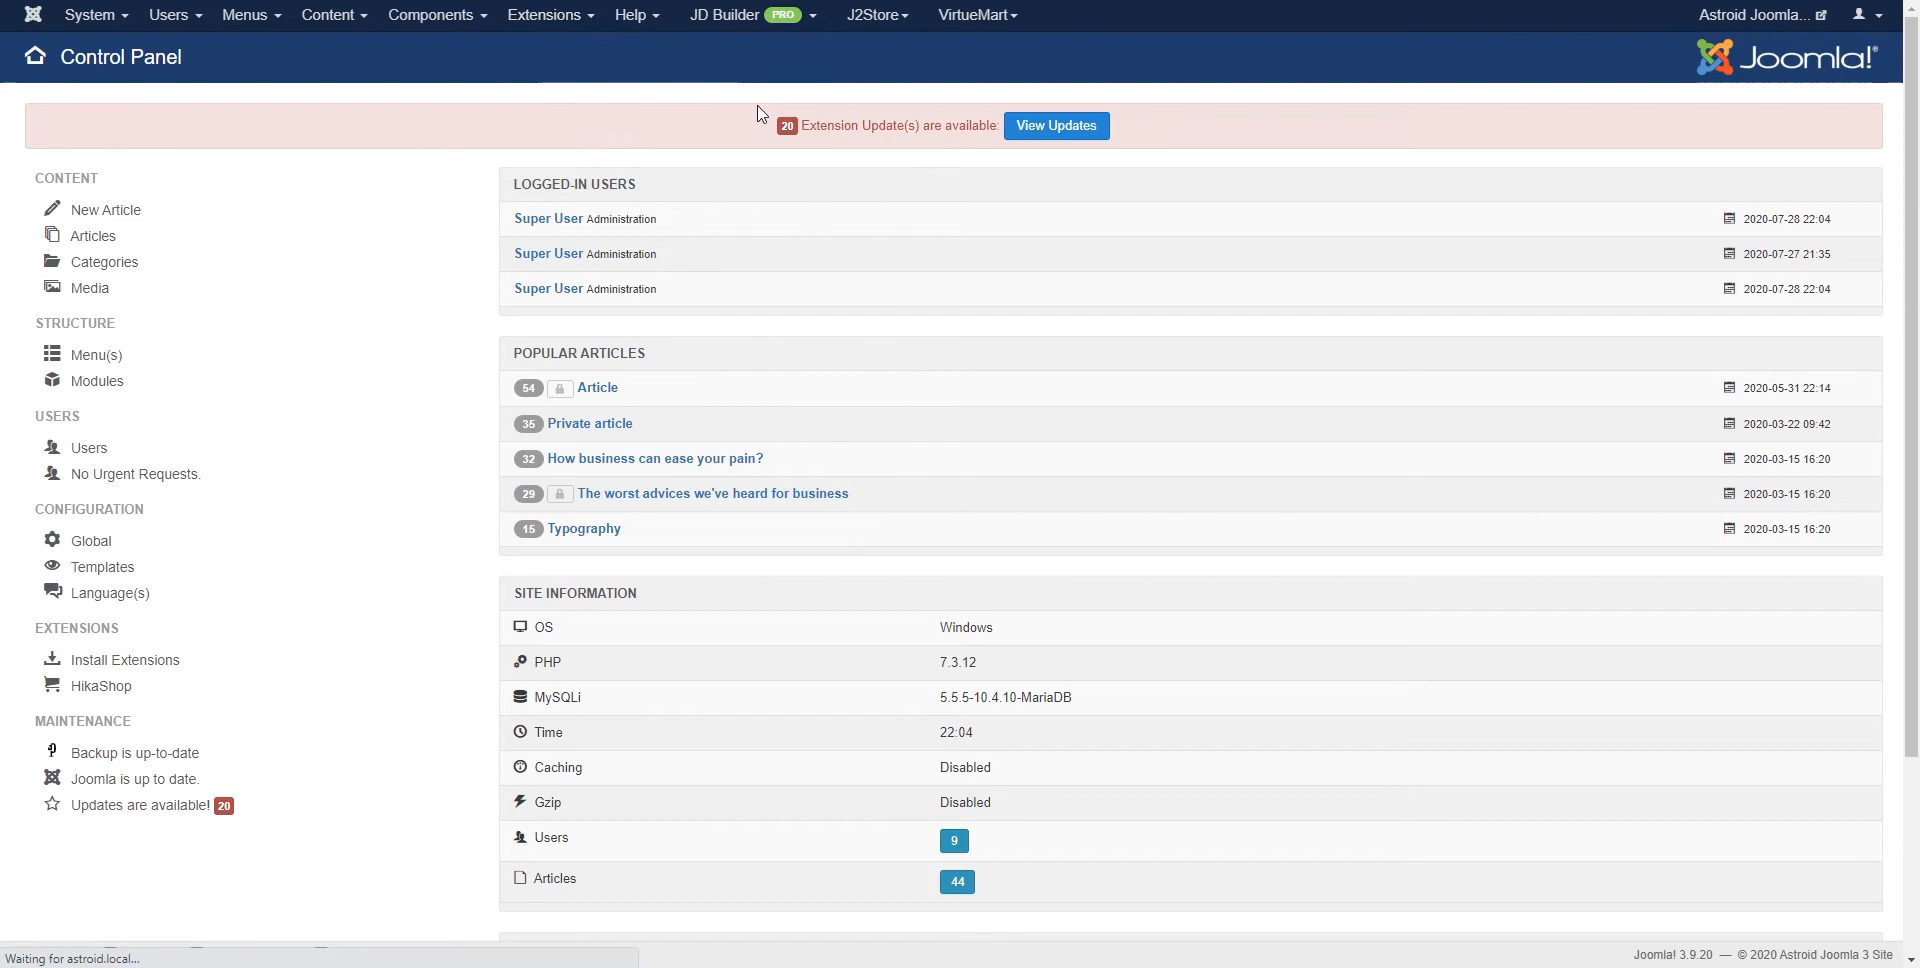 System Users Menus Content Components Extensions Help JD Builder PRO J2Store VirtueMart Astroid Joomla...
Control Panel Joomla!®
20 Extension Update(s) are available: View Updates
CONTENT
New Article
Articles
Categories
Media
STRUCTURE
Menu(s)
Modules
USERS
Users
No Urgent Requests.
CONFIGURATION
Global
Templates
Language(s)
EXTENSIONS
Install Extensions
HikaShop
MAINTENANCE
Backup is up-to-date
Joomla is up to date.
Updates are available! 20
LOGGED-IN USERS
Super User Administration 2020-07-28 22:04
Super User Administration 2020-07-27 21:35
Super User Administration 2020-07-28 22:04
POPULAR ARTICLES
54 Article 2020-05-31 22:14
35 Private article 2020-03-22 09:42
32 How business can ease your pain? 2020-03-15 16:20
29 The worst advices we've heard for business 2020-03-15 16:20
15 Typography 2020-03-15 16:20
SITE INFORMATION
OS Windows
PHP 7.3.12
MySQLi 5.5.5-10.4.10-MariaDB
Time 22:04
Caching Disabled
Gzip Disabled
Users 9
Articles 44
Waiting for astroid.local...
Joomla! 3.9.20 — © 2020 Astroid Joomla 3 Site